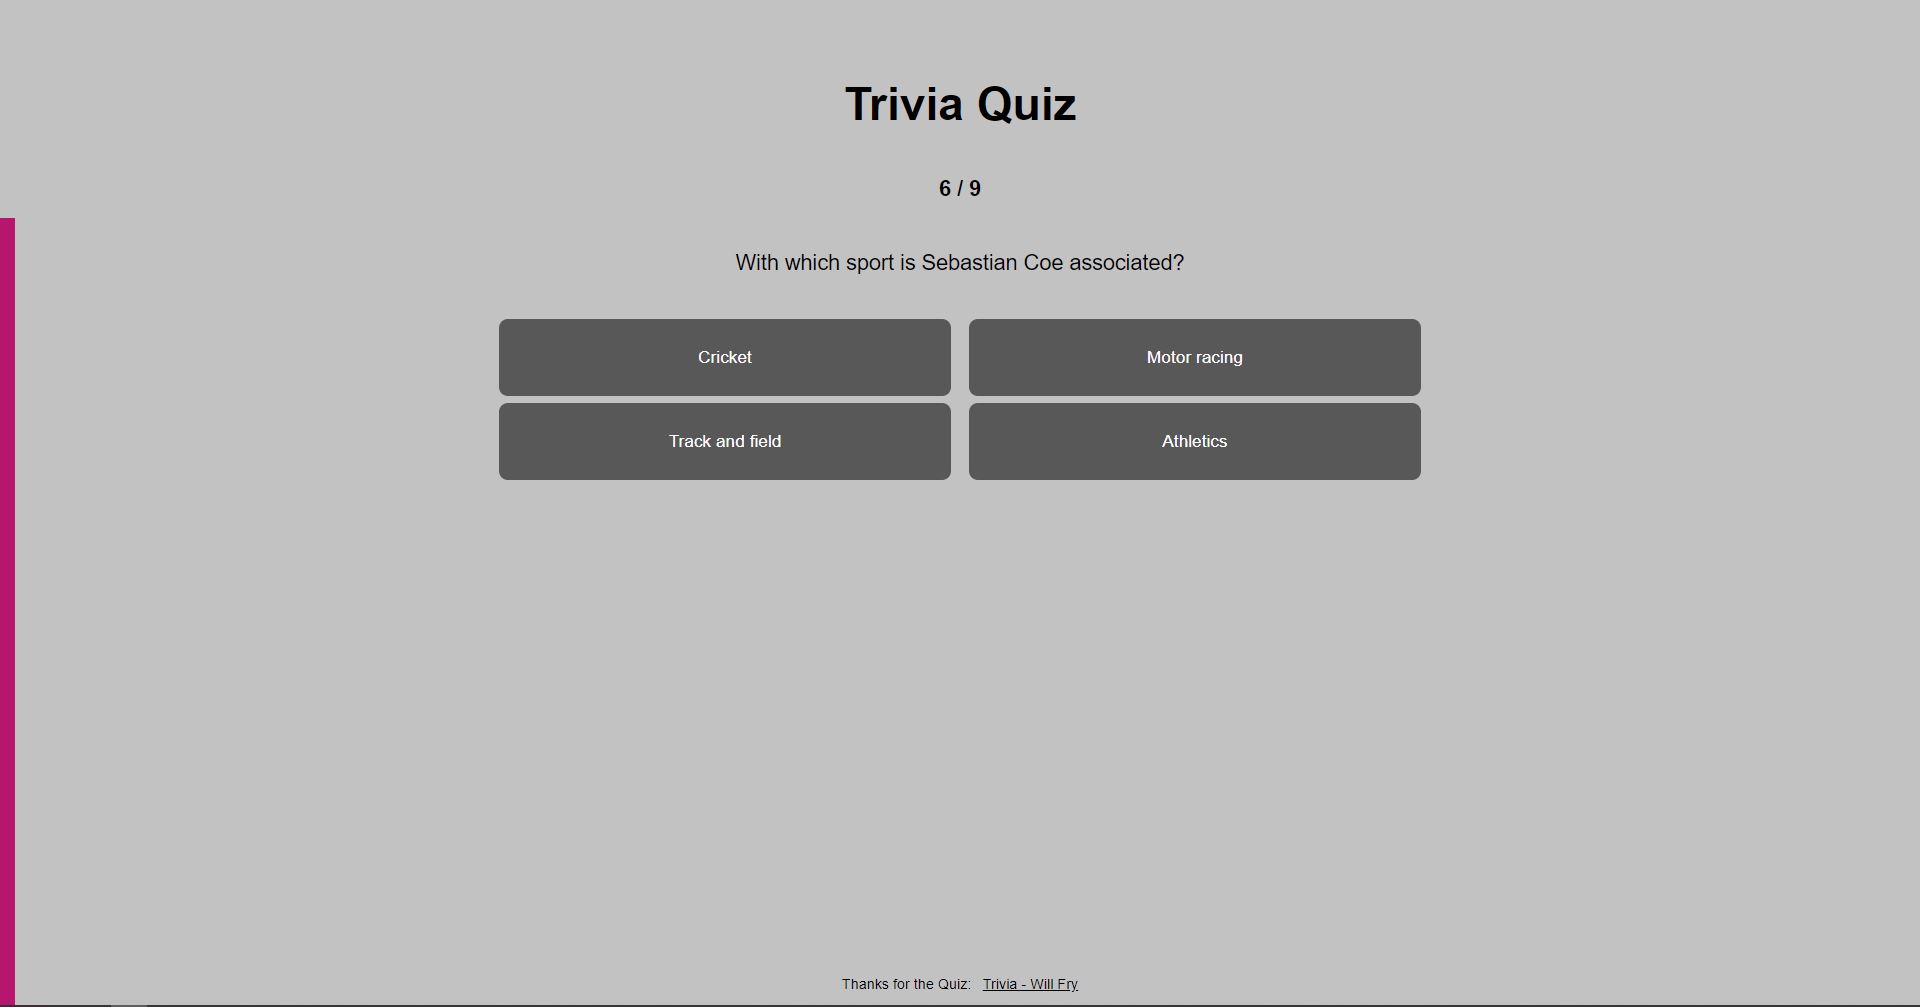 Trivia Quiz
6 / 9
With which sport is Sebastian Coe associated?
Cricket
Motor racing
Track and field
Athletics
Thanks for the Quiz: Trivia - Will Fry